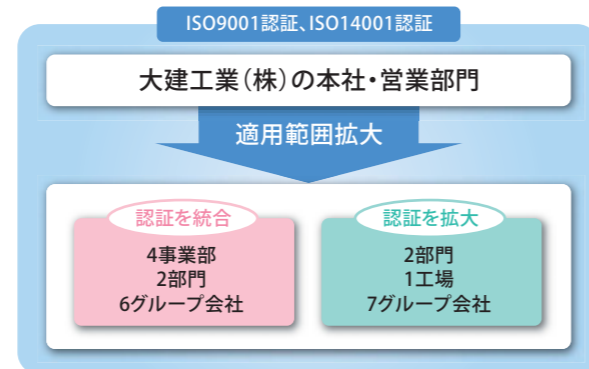 ISO9001認証、ISO14001認証
大建工業（株）の本社・営業部門
適用範囲拡大
認証を統合
4事業部
2部門
6グループ会社
認証を拡大
2部門
1工場
7グループ会社